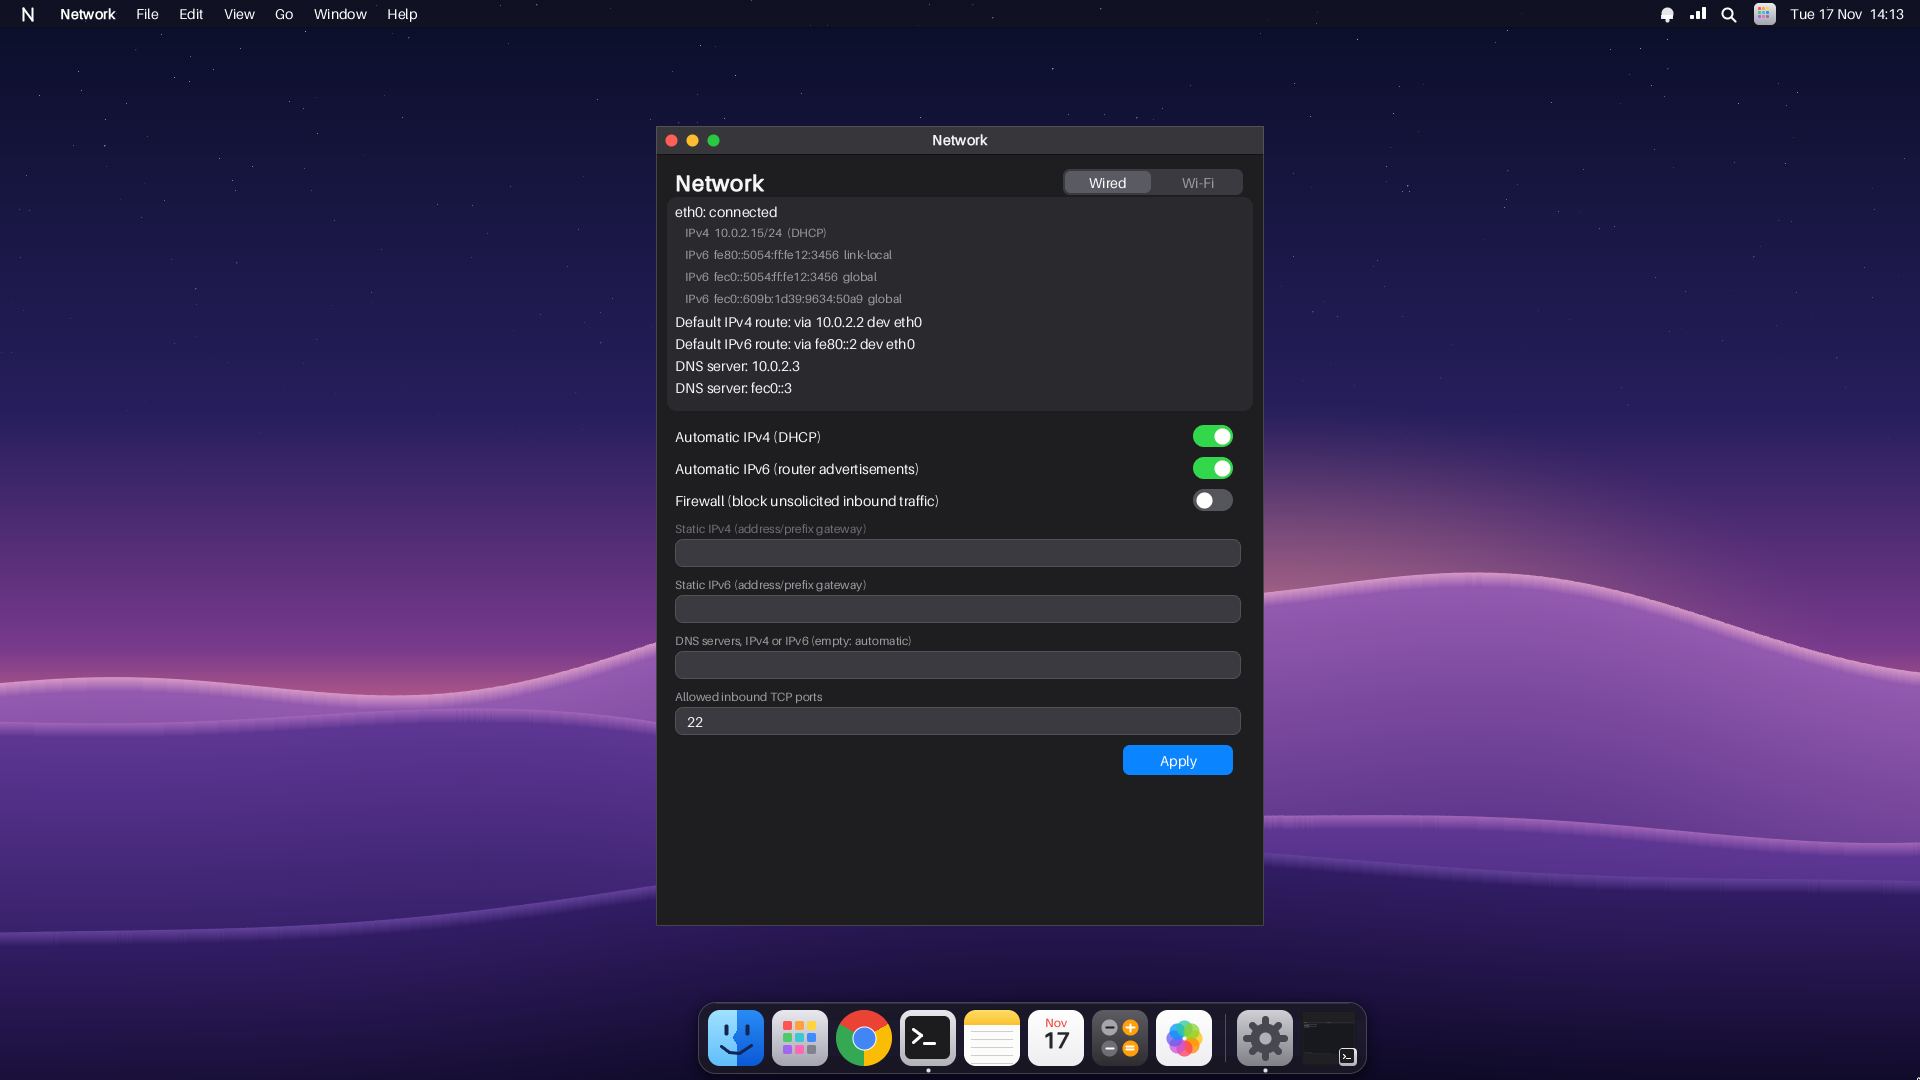 N Network File Edit View Go Window Help Tue 17 Nov 14:13
Network
Network Wired Wi-Fi
eth0: connected
IPv4 10.0.2.15/24 (DHCP)
IPv6 fe80::5054:ff:fe12:3456 link-local
IPv6 fec0::5054:ff:fe12:3456 global
IPv6 fec0::609b:1d39:9634:50a9 global
Default IPv4 route: via 10.0.2.2 dev eth0
Default IPv6 route: via fe80::2 dev eth0
DNS server: 10.0.2.3
DNS server: fec0::3
Automatic IPv4 (DHCP)
Automatic IPv6 (router advertisements)
Firewall (block unsolicited inbound traffic)
Static IPv4 (address/prefix gateway)
Static IPv6 (address/prefix gateway)
DNS servers, IPv4 or IPv6 (empty: automatic)
Allowed inbound TCP ports
22
Apply
Nov
17